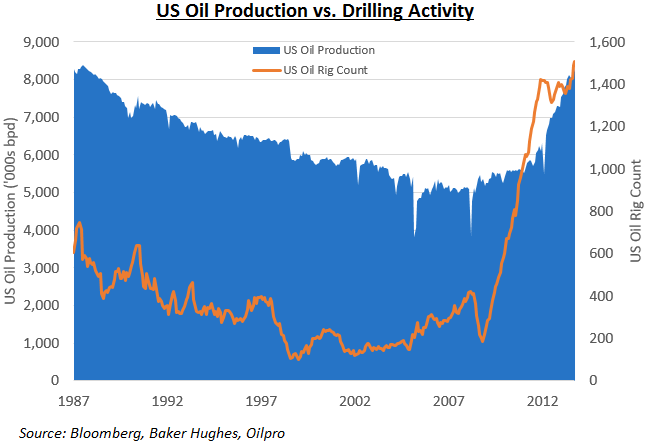 US Oil Production vs. Drilling Activity
9,000
8,000
7,000
6,000
5,000
4,000
3,000
2,000
1,000
0
US Oil Production ('000s bpd)
US Oil Production
US Oil Rig Count
1,600
1,400
1,200
1,000
800
600
400
200
0
US Oil Rig Count
1987 1992 1997 2002 2007 2012
Source: Bloomberg, Baker Hughes, Oilpro